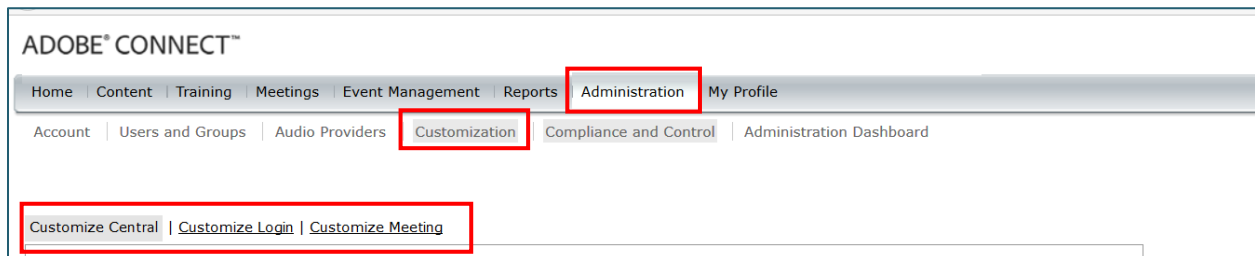 ADOBE® CONNECT™
Home | Content | Training | Meetings | Event Management | Reports | Administration | My Profile
Account | Users and Groups | Audio Providers | Customization | Compliance and Control | Administration Dashboard
Customize Central | Customize Login | Customize Meeting